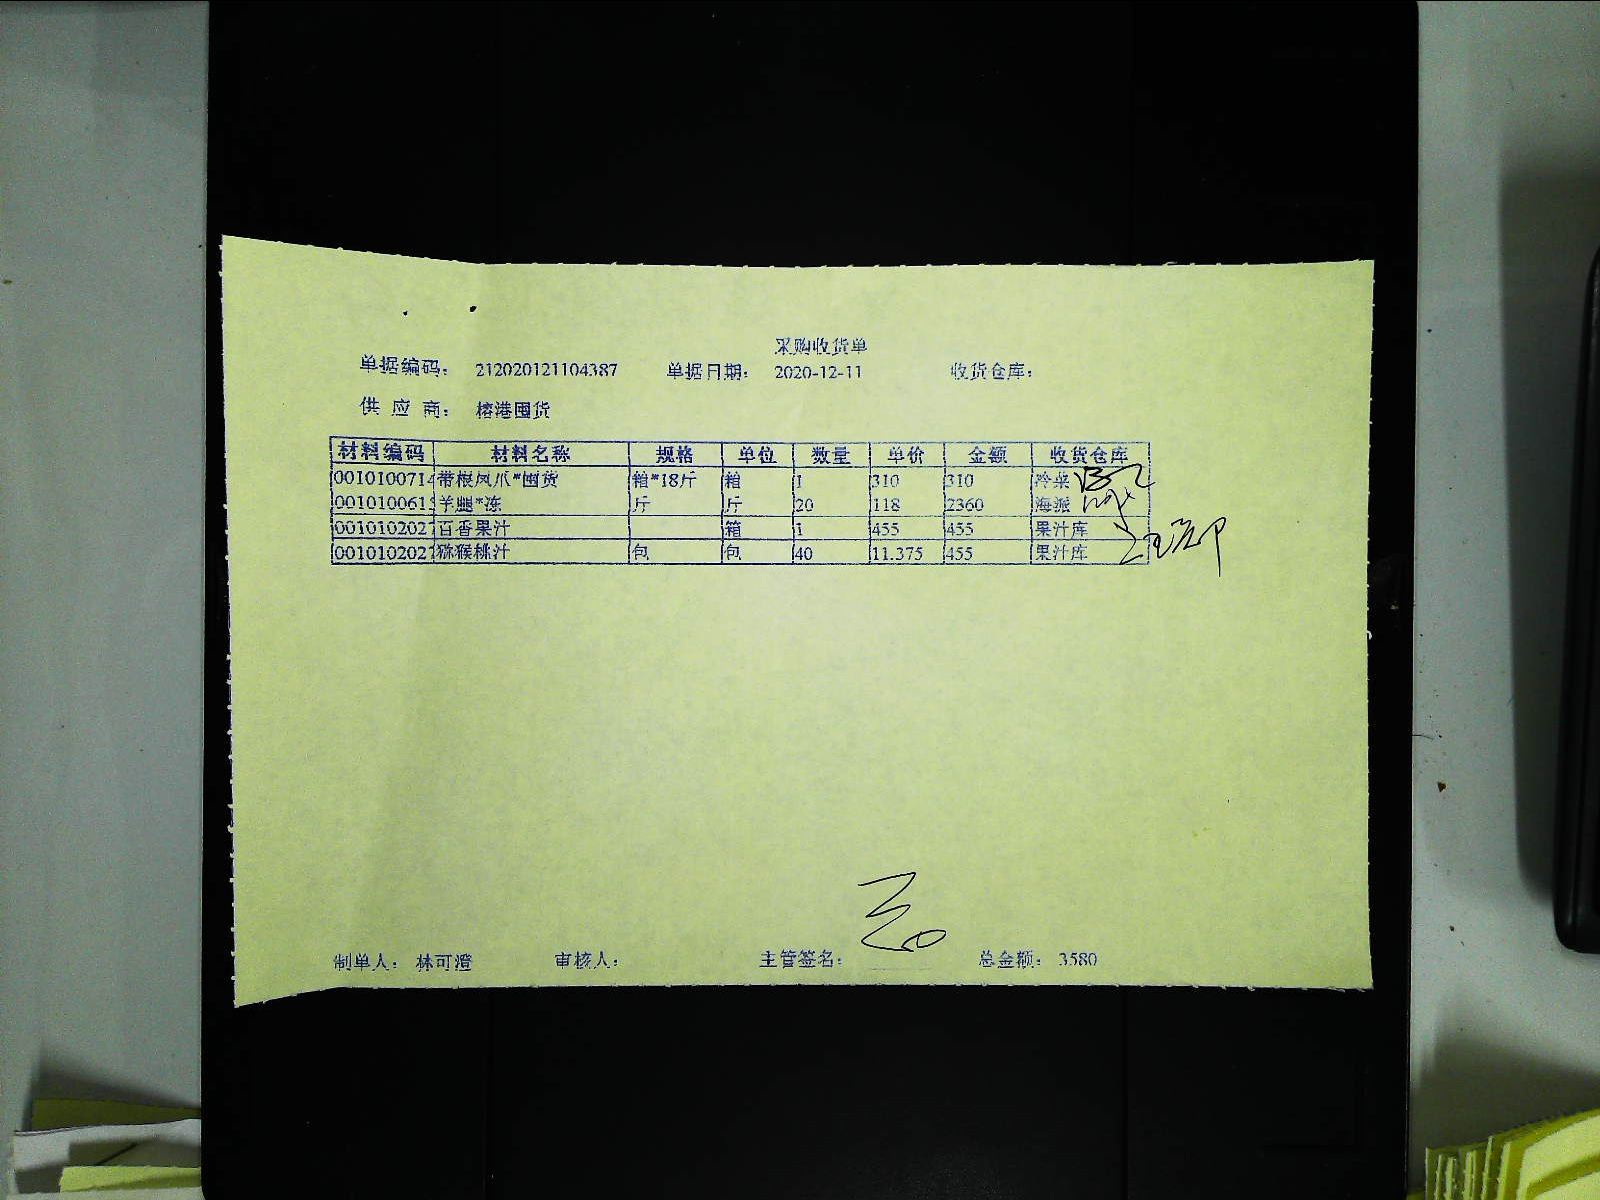 采购收货单
单据编码： 212020121104387 单据日期： 2020-12-11 收货仓库：
供 应 商： 榕港囤货
材料编码 材料名称 规格 单位 数量 单价 金额 收货仓库
0010100714 带根凤爪*囤货 箱*18斤 箱 1 310 310 冷菜
001010061 羊腿*冻 斤 斤 20 118 2360 海派
001010202 百香果汁 箱 1 455 455 果汁库
001010202 猕猴桃汁 包 包 40 11.375 455 果汁库
制单人： 林可澄 审核人： 主管签名： 总金额： 3580